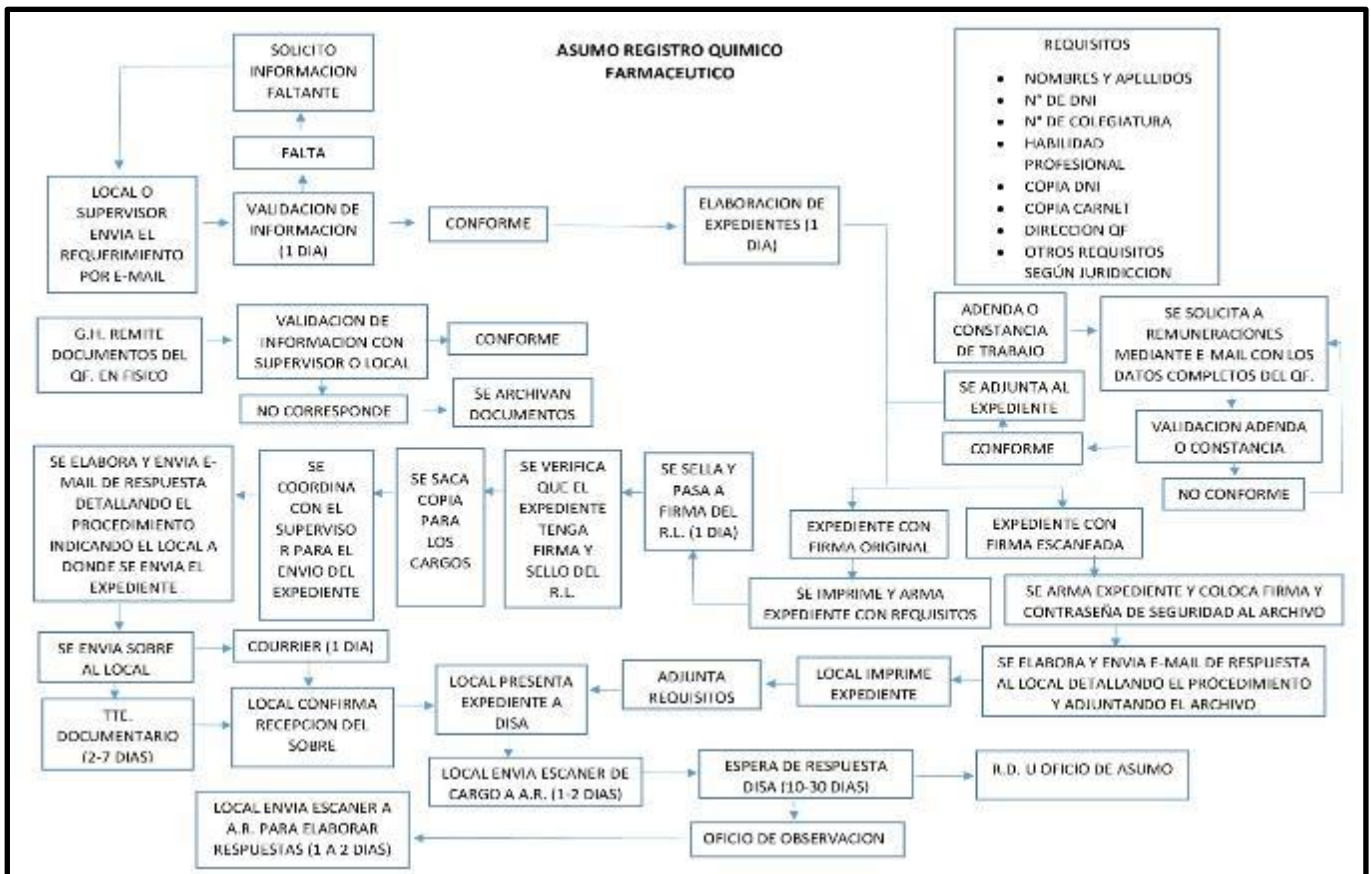 ASUMO REGISTRO QUIMICO
FARMACEUTICO
SOLICITO
INFORMACION
FALTANTE
FALTA
LOCAL O
SUPERVISOR
ENVIA EL
REQUERIMIENTO
POR E-MAIL
VALIDACION DE
INFORMACION
(1 DIA)
CONFORME
ELABORACION DE
EXPEDIENTES (1
DIA)
REQUISITOS
• NOMBRES Y APELLIDOS
• N° DE DNI
• N° DE COLEGIATURA
• HABILIDAD
PROFESIONAL
• COPIA DNI
• COPIA CARNET
• DIRECCION QF
• OTROS REQUISITOS
SEGÚN JURIDICCION
G.H. REMITE
DOCUMENTOS DEL
QF. EN FISICO
VALIDACION DE
INFORMACION CON
SUPERVISOR O LOCAL
CONFORME
NO CORRESPONDE
SE ARCHIVAN
DOCUMENTOS
ADENDA O
CONSTANCIA
DE TRABAJO
SE SOLICITA A
REMUNERACIONES
MEDIANTE E-MAIL CON LOS
DATOS COMPLETOS DEL QF.
SE ADJUNTA AL
EXPEDIENTE
CONFORME
VALIDACION ADENDA
O CONSTANCIA
NO CONFORME
SE ELABORA Y ENVIA E-
MAIL DE RESPUESTA
DETALLANDO EL
PROCEDIMIENTO
INDICANDO EL LOCAL A
DONDE SE ENVIA EL
EXPEDIENTE
SE
COORDINA
CON EL
SUPERVISO
R PARA EL
ENVIO DEL
EXPEDIENTE
SE SACA
COPIA
PARA
LOS
CARGOS
SE VERIFICA
QUE EL
EXPEDIENTE
TENGA
FIRMA Y
SELLO DEL
R.L.
SE SELLA Y
PASA A
FIRMA DEL
R.L. (1 DIA)
EXPEDIENTE CON
FIRMA ORIGINAL
EXPEDIENTE CON
FIRMA ESCANEADA
SE IMPRIME Y ARMA
EXPEDIENTE CON REQUISITOS
SE ARMA EXPEDIENTE Y COLOCA FIRMA Y
CONTRASEÑA DE SEGURIDAD AL ARCHIVO
SE ENVIA SOBRE
AL LOCAL
COURRIER (1 DIA)
TTE.
DOCUMENTARIO
(2-7 DIAS)
LOCAL CONFIRMA
RECEPCION DEL
SOBRE
LOCAL PRESENTA
EXPEDIENTE A
DISA
ADJUNTA
REQUISITOS
LOCAL IMPRIME
EXPEDIENTE
SE ELABORA Y ENVIA E-MAIL DE RESPUESTA
AL LOCAL DETALLANDO EL PROCEDIMIENTO
Y ADJUNTANDO EL ARCHIVO
LOCAL ENVIA ESCANER DE
CARGO A A.R. (1-2 DIAS)
ESPERA DE RESPUESTA
DISA (10-30 DIAS)
R.D. U OFICIO DE ASUMO
LOCAL ENVIA ESCANER A
A.R. PARA ELABORAR
RESPUESTAS (1 A 2 DIAS)
OFICIO DE OBSERVACION